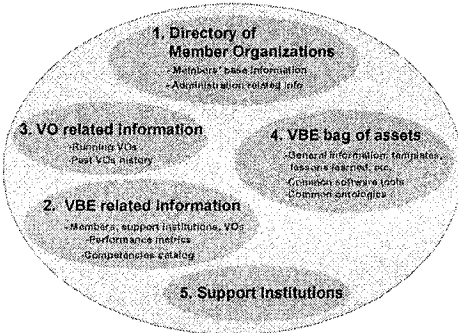 1. Directory of
Member Organizations
- Members' base information
- Administration related info
3. VO related Information
-Running VOs
- Past VOs history
4. VBE bag of assets
-General information, templates,
lessons learned, etc.
-Common software tools
-Common ontologies
2. VBE related Information
- Members, support institutions, VOs
-Performance metrics
-Competencies catalog
5. Support Institutions